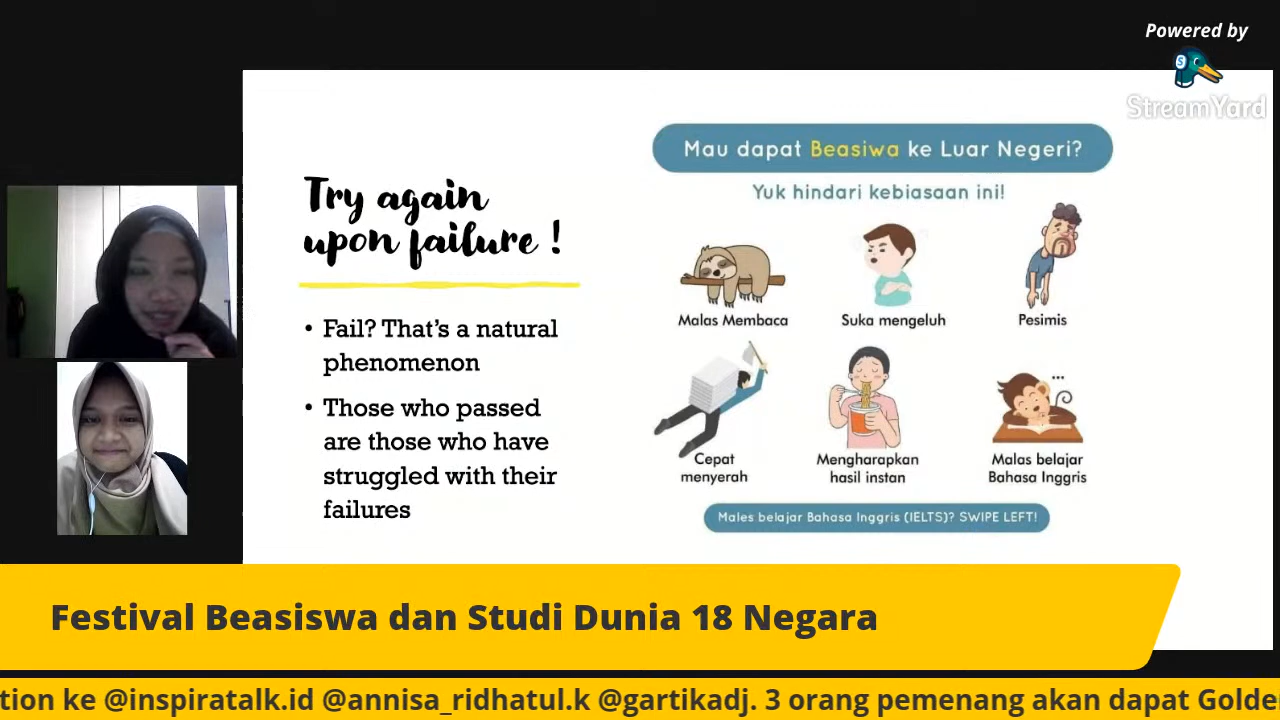 Powered by
StreamYard
Try again
upon failure !
• Fail? That's a natural
phenomenon
• Those who passed
are those who have
struggled with their
failures
Mau dapat Beasiwa ke Luar Negeri?
Yuk hindari kebiasaan ini!
Malas Membaca
Suka mengeluh
Pesimis
Cepat
menyerah
Mengharapkan
hasil instan
Malas belajar
Bahasa Inggris
Males belajar Bahasa Inggris (IELTS)? SWIPE LEFT!
Festival Beasiswa dan Studi Dunia 18 Negara
tion ke @inspiratalk.id @annisa_ridhatul.k @gartikadj. 3 orang pemenang akan dapat Golde